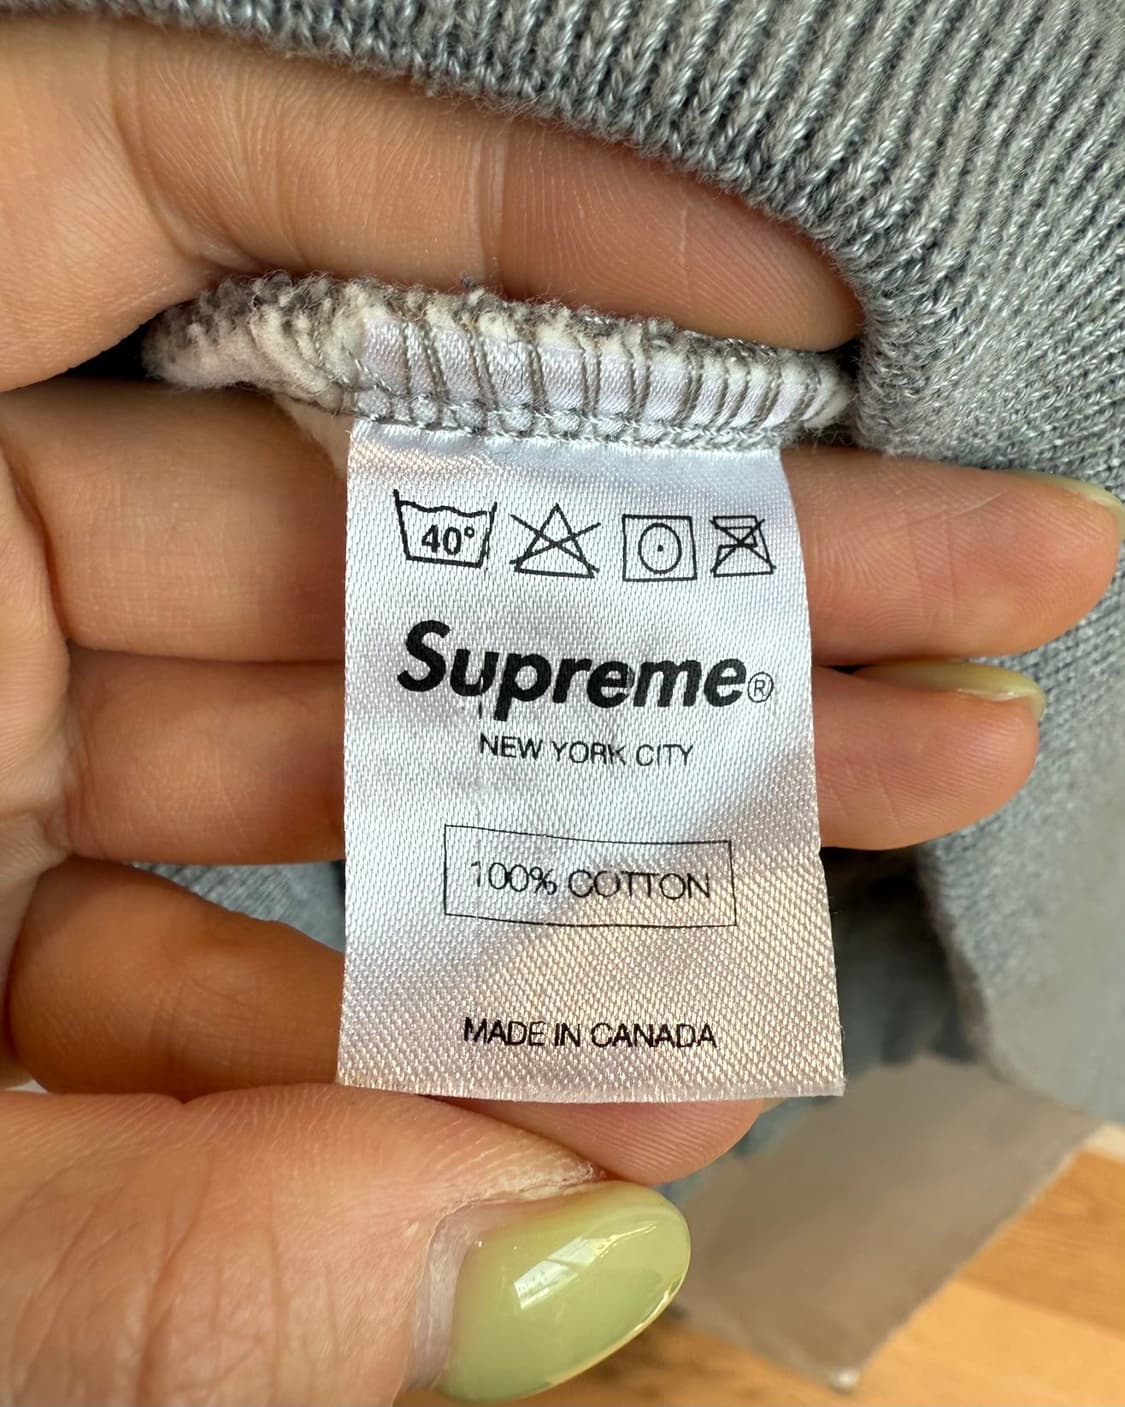 40°
Supreme®
NEW YORK CITY
100% COTTON
MADE IN CANADA